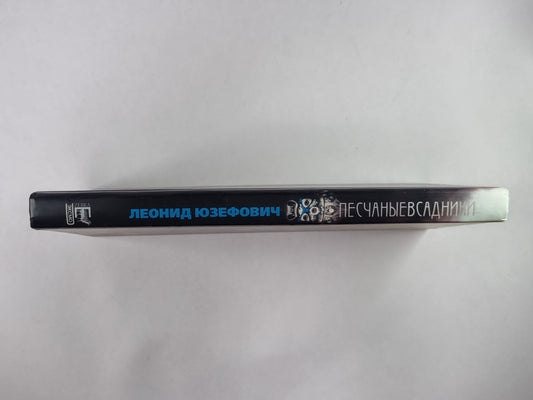 ЛЕОНИД ЮЗЕФОВИЧ ПЕСЧАНЫЕВСАДНИКИ